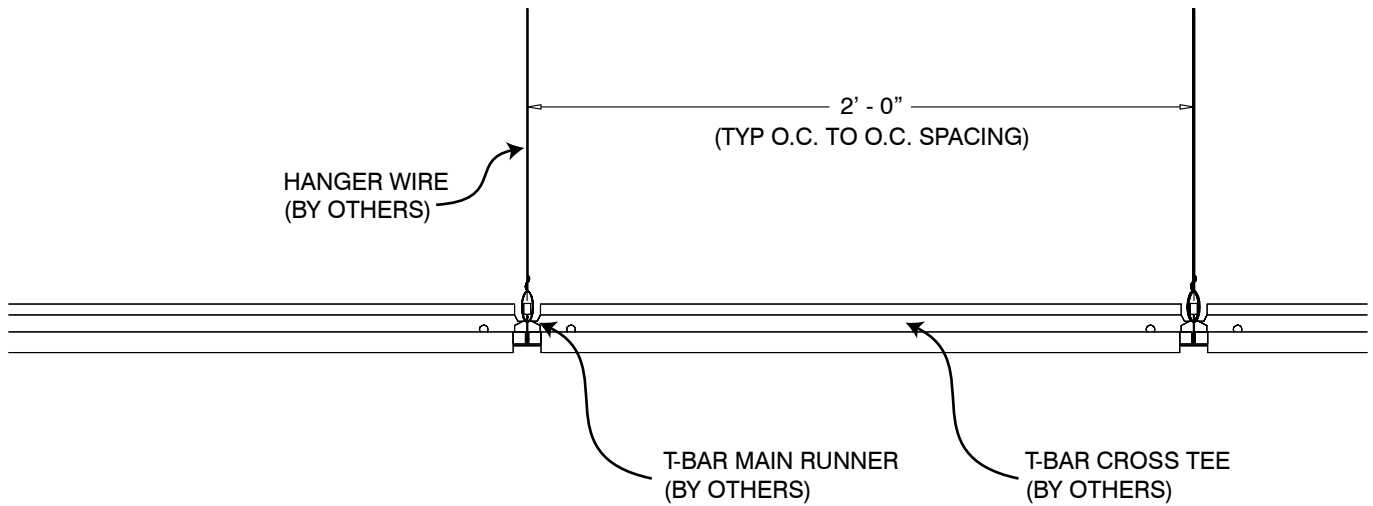 2' - 0”
(TYP O.C. TO O.C. SPACING)
HANGER WIRE
(BY OTHERS)
T-BAR MAIN RUNNER
(BY OTHERS)
T-BAR CROSS TEE
(BY OTHERS)